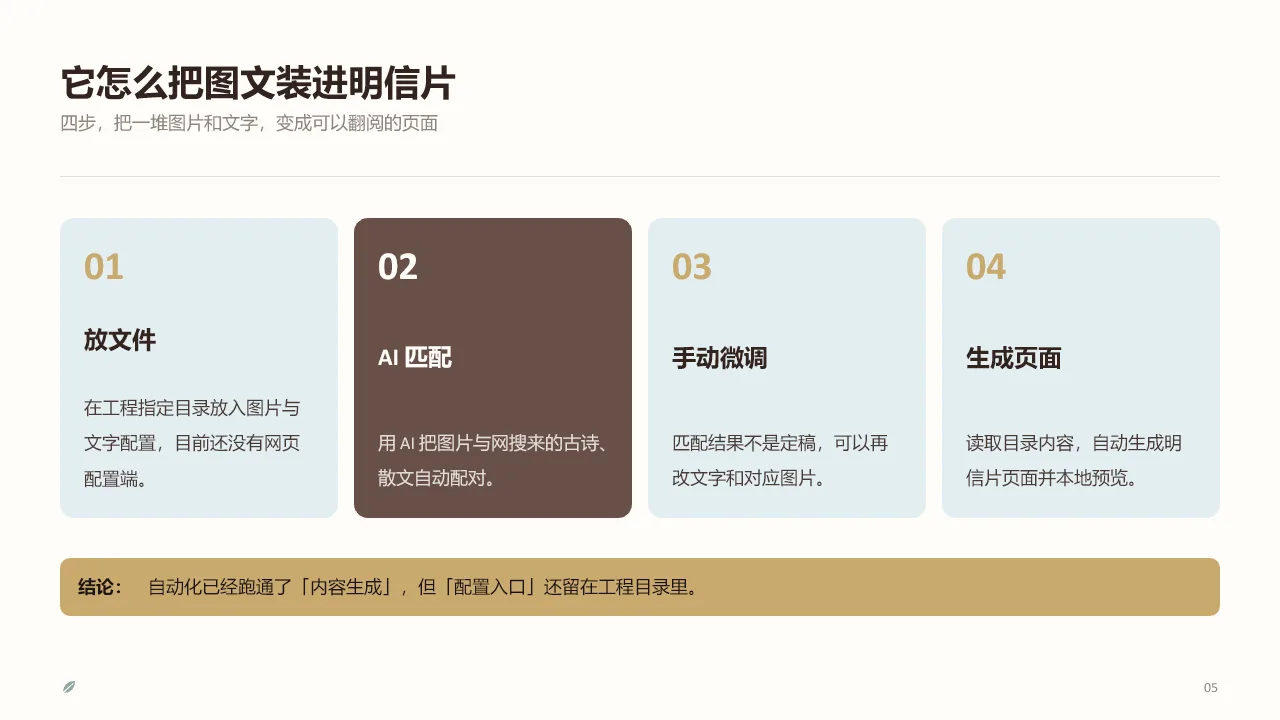 它怎么把图文装进明信片
四步，把一堆图片和文字，变成可以翻阅的页面
01
放文件
在工程指定目录放入图片与
文字配置，目前还没有网页
配置端。
02
AI 匹配
用 AI 把图片与网搜来的古诗、
散文自动配对。
03
手动微调
匹配结果不是定稿，可以再
改文字和对应图片。
04
生成页面
读取目录内容，自动生成明
信片页面并本地预览。
结论： 自动化已经跑通了「内容生成」，但「配置入口」还留在工程目录里。
05